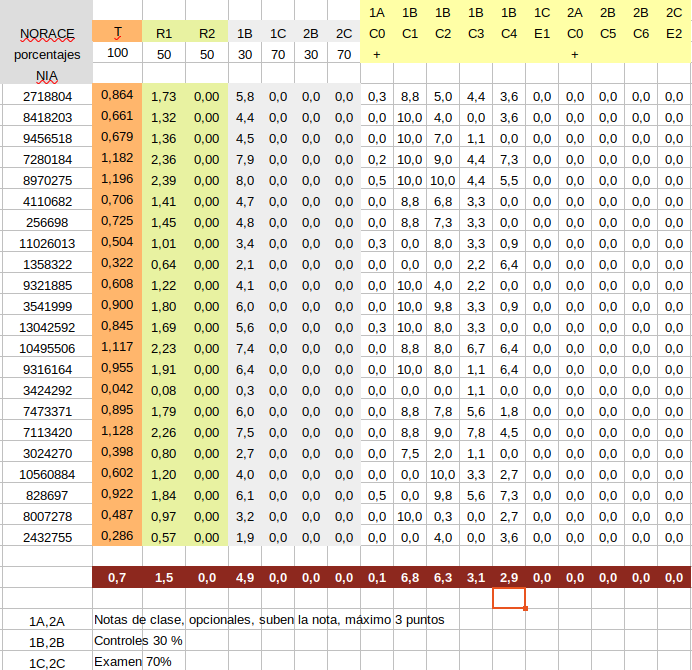 1A 1B 1B 1B 1B 1C 2A 2B 2B 2C
NORACE T R1 R2 1B 1C 2B 2C C0 C1 C2 C3 C4 E1 C0 C5 C6 E2
porcentajes 100 50 50 30 70 30 70 + +
NIA
2718804 0,864 1,73 0,00 5,8 0,0 0,0 0,0 0,3 8,8 5,0 4,4 3,6 0,0 0,0 0,0 0,0 0,0
8418203 0,661 1,32 0,00 4,4 0,0 0,0 0,0 0,0 10,0 4,0 0,0 3,6 0,0 0,0 0,0 0,0 0,0
9456518 0,679 1,36 0,00 4,5 0,0 0,0 0,0 0,0 10,0 7,0 1,1 0,0 0,0 0,0 0,0 0,0 0,0
7280184 1,182 2,36 0,00 7,9 0,0 0,0 0,0 0,2 10,0 9,0 4,4 7,3 0,0 0,0 0,0 0,0 0,0
8970275 1,196 2,39 0,00 8,0 0,0 0,0 0,0 0,5 10,0 10,0 4,4 5,5 0,0 0,0 0,0 0,0 0,0
4110682 0,706 1,41 0,00 4,7 0,0 0,0 0,0 0,0 8,8 6,8 3,3 0,0 0,0 0,0 0,0 0,0 0,0
256698 0,725 1,45 0,00 4,8 0,0 0,0 0,0 0,0 8,8 7,3 3,3 0,0 0,0 0,0 0,0 0,0 0,0
11026013 0,504 1,01 0,00 3,4 0,0 0,0 0,0 0,3 0,0 8,0 3,3 0,9 0,0 0,0 0,0 0,0 0,0
1358322 0,322 0,64 0,00 2,1 0,0 0,0 0,0 0,0 0,0 0,0 2,2 6,4 0,0 0,0 0,0 0,0 0,0
9321885 0,608 1,22 0,00 4,1 0,0 0,0 0,0 0,0 10,0 4,0 2,2 0,0 0,0 0,0 0,0 0,0 0,0
3541999 0,900 1,80 0,00 6,0 0,0 0,0 0,0 0,0 10,0 9,8 3,3 0,9 0,0 0,0 0,0 0,0 0,0
13042592 0,845 1,69 0,00 5,6 0,0 0,0 0,0 0,3 10,0 8,0 3,3 0,0 0,0 0,0 0,0 0,0 0,0
10495506 1,117 2,23 0,00 7,4 0,0 0,0 0,0 0,0 8,8 8,0 6,7 6,4 0,0 0,0 0,0 0,0 0,0
9316164 0,955 1,91 0,00 6,4 0,0 0,0 0,0 0,0 10,0 8,0 1,1 6,4 0,0 0,0 0,0 0,0 0,0
3424292 0,042 0,08 0,00 0,3 0,0 0,0 0,0 0,0 0,0 0,0 1,1 0,0 0,0 0,0 0,0 0,0 0,0
7473371 0,895 1,79 0,00 6,0 0,0 0,0 0,0 0,0 8,8 7,8 5,6 1,8 0,0 0,0 0,0 0,0 0,0
7113420 1,128 2,26 0,00 7,5 0,0 0,0 0,0 0,0 8,8 9,0 7,8 4,5 0,0 0,0 0,0 0,0 0,0
3024270 0,398 0,80 0,00 2,7 0,0 0,0 0,0 0,0 7,5 2,0 1,1 0,0 0,0 0,0 0,0 0,0 0,0
10560884 0,602 1,20 0,00 4,0 0,0 0,0 0,0 0,0 0,0 10,0 3,3 2,7 0,0 0,0 0,0 0,0 0,0
828697 0,922 1,84 0,00 6,1 0,0 0,0 0,0 0,5 0,0 9,8 5,6 7,3 0,0 0,0 0,0 0,0 0,0
8007278 0,487 0,97 0,00 3,2 0,0 0,0 0,0 0,0 10,0 0,3 0,0 2,7 0,0 0,0 0,0 0,0 0,0
2432755 0,286 0,57 0,00 1,9 0,0 0,0 0,0 0,0 0,0 4,0 0,0 3,6 0,0 0,0 0,0 0,0 0,0
0,7 1,5 0,0 4,9 0,0 0,0 0,0 0,1 6,8 6,3 3,1 2,9 0,0 0,0 0,0 0,0 0,0
1A,2A Notas de clase, opcionales, suben la nota, máximo 3 puntos
1B,2B Controles 30 %
1C,2C Examen 70%